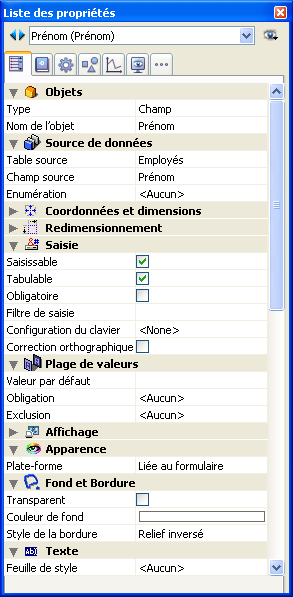 Liste des propriétés
Prénom (Prénom)
Objets
Type Champ
Nom de l'objet Prénom
Source de données
Table source Employés
Champ source Prénom
Enumération <Aucun>
Coordonnées et dimensions
Redimensionnement
Saisie
Saisissable
Tabulable
Obligatoire
Filtre de saisie
Configuration du clavier <None>
Correction orthographique
Plage de valeurs
Valeur par défaut
Obligation <Aucun>
Exclusion <Aucun>
Affichage
Apparence
Plate-forme Liée au formulaire
Fond et Bordure
Transparent
Couleur de fond
Style de la bordure Relief inversé
Texte
Feuille de style <Aucun>